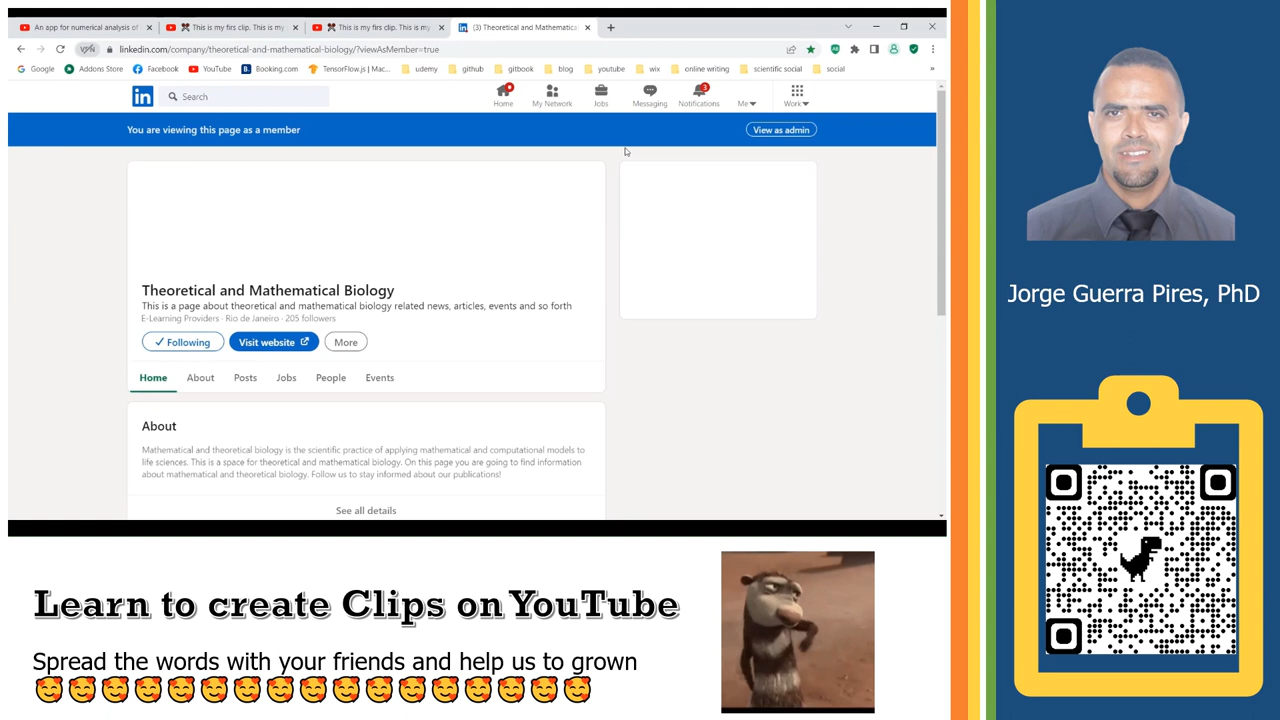 An app for numerical analysis of
This is my firs clip. This is my
This is my firs clip. This is my
(3) Theoretical and Mathematica
VPN
linkedin.com/company/theoretical-and-mathematical-biology/?viewAsMember=true
Google Addons Store Facebook YouTube Booking.com TensorFlow.js | Mac... udemy github gitbook blog youtube wix online writing scientific social social
in Search Home My Network Jobs Messaging 3 Notifications Me Work
You are viewing this page as a member
View as admin
Theoretical and Mathematical Biology
This is a page about theoretical and mathematical biology related news, articles, events and so forth
E-Learning Providers · Rio de Janeiro · 205 followers
Following Visit website More
Home About Posts Jobs People Events
About
Mathematical and theoretical biology is the scientific practice of applying mathematical and computational models to
life sciences. This is a space for theoretical and mathematical biology. On this page you are going to find information
about mathematical and theoretical biology. Follow us to stay informed about our publications!
See all details
Jorge Guerra Pires, PhD
Learn to create Clips on YouTube
Spread the words with your friends and help us to grown
🥰🥰🥰🥰🥰🥰🥰🥰🥰🥰🥰🥰🥰🥰🥰🥰🥰